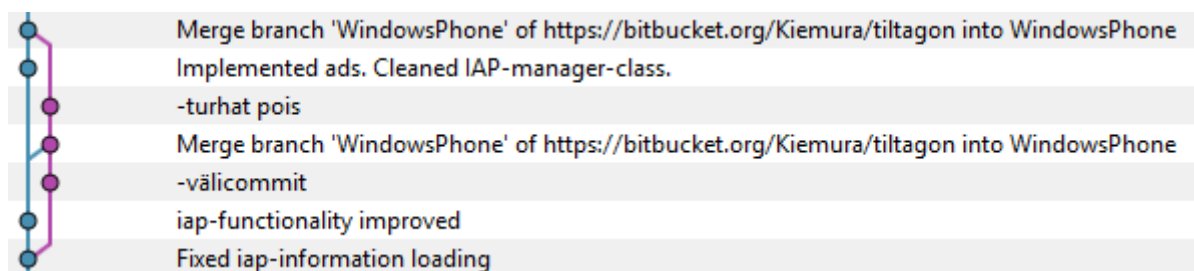 Merge branch 'WindowsPhone' of https://bitbucket.org/Kiemura/tiltagon into WindowsPhone
Implemented ads. Cleaned IAP-manager-class.
-turhat pois
Merge branch 'WindowsPhone' of https://bitbucket.org/Kiemura/tiltagon into WindowsPhone
-välicommit
iap-functionality improved
Fixed iap-information loading